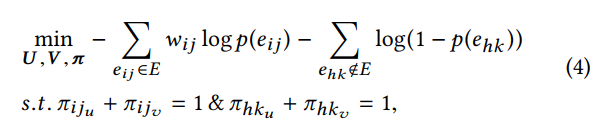 min U,V,π − ∑ e_{ij}∈E w_{ij} log p(e_{ij}) − ∑ e_{hk}∉E log(1 − p(e_{hk})) (4)
s.t. π_{ij_u} + π_{ij_v} = 1 & π_{hk_u} + π_{hk_v} = 1,